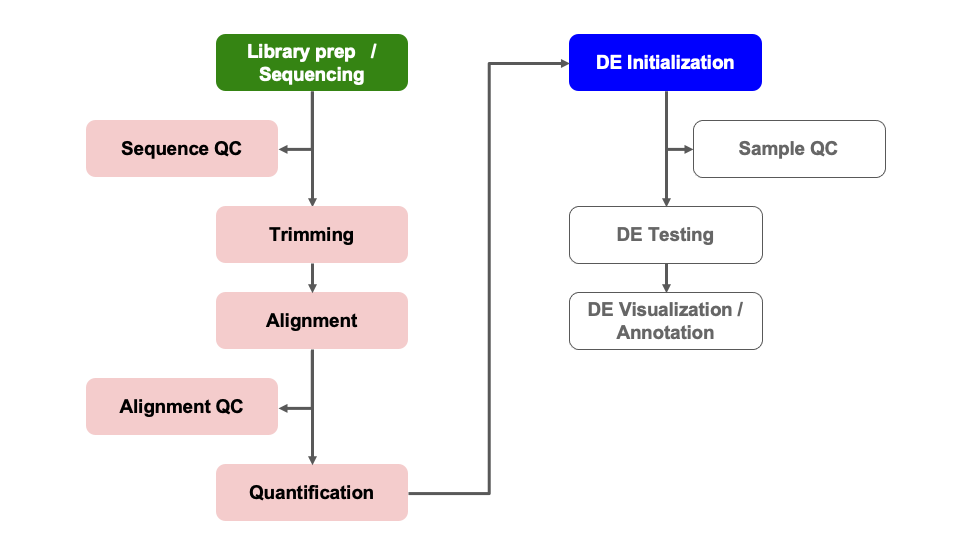 Library prep /
Sequencing
Sequence QC
Trimming
Alignment
Alignment QC
Quantification
DE Initialization
Sample QC
DE Testing
DE Visualization /
Annotation